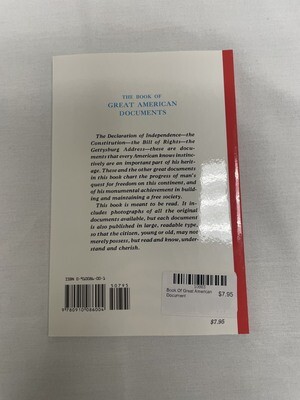 THE BOOK OF
GREAT AMERICAN
DOCUMENTS
The Declaration of Independence—the
Constitution—the Bill of Rights—the
Gettysburg Address—these are docu-
ments that every American knows instinc-
tively are an important part of his herit-
age. These and the other great documents
in this book chart the progress of man's
quest for freedom on this continent, and
of his monumental achievement in build-
ing and maintaining a free society.
This book is meant to read. It in-
cludes photographs of all the original
documents available, but each document
is also published in large, readable type,
so that the citizen, young or old, may not
merely possess, but read and know, under-
stand and cherish.
50795
9 780910 086004
Book Of Great American
Document
$7.95
$7.95